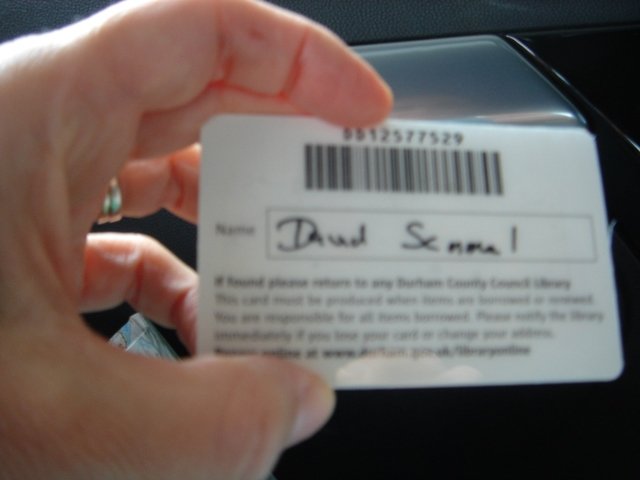 DD12577529
Name David
If found please return to any Durham County Council Library
This card must be produced when items are borrowed or renewed.
You are responsible for all items borrowed. Please notify the library
immediately if you lose your card or change your address.
Renew online at www.durham.gov.uk/libraryonline